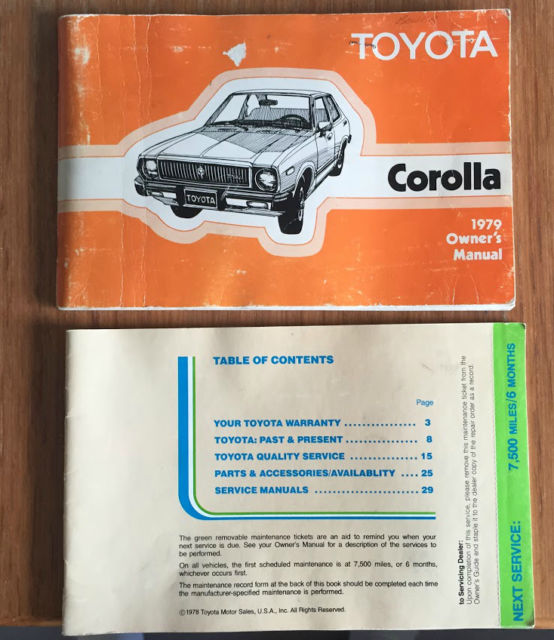 TOYOTA
Corolla
1979
Owner's
Manual
TOYOTA
TABLE OF CONTENTS
Page
YOUR TOYOTA WARRANTY ................ 3
TOYOTA: PAST & PRESENT ................. 8
TOYOTA QUALITY SERVICE ................ 15
PARTS & ACCESSORIES/AVAILABLITY .... 25
SERVICE MANUALS ....................... 29
The green removable maintenance tickets are an aid to remind you when your
next service is due. See your Owner's Manual for a description of the services to
be performed.
On all vehicles, the first scheduled maintenance is at 7,500 miles, or 6 months,
whichever occurs first.
The maintenance record form at the back of this book should be completed each time
the manufacturer-specified maintenance is performed.
©1978 Toyota Motor Sales, U.S.A., Inc. All Rights Reserved.
to Servicing Dealer:
Upon completion of this service, please remove this maintenance ticket from the
Owner's Guide and staple it to the dealer copy of the repair order as a record.
NEXT SERVICE: 7,500 MILES/6 MONTHS